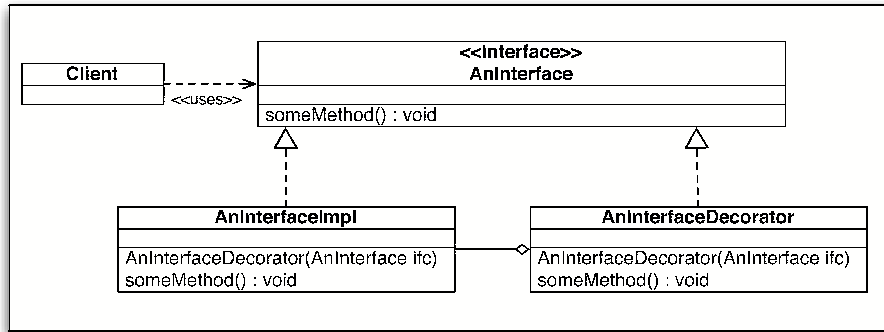 <<interface>>
AnInterface
Client
<<uses>>
someMethod() : void
AnInterfaceImpl
AnInterfaceDecorator(AnInterface ifc)
someMethod() : void
AnInterfaceDecorator
AnInterfaceDecorator(AnInterface ifc)
someMethod() : void